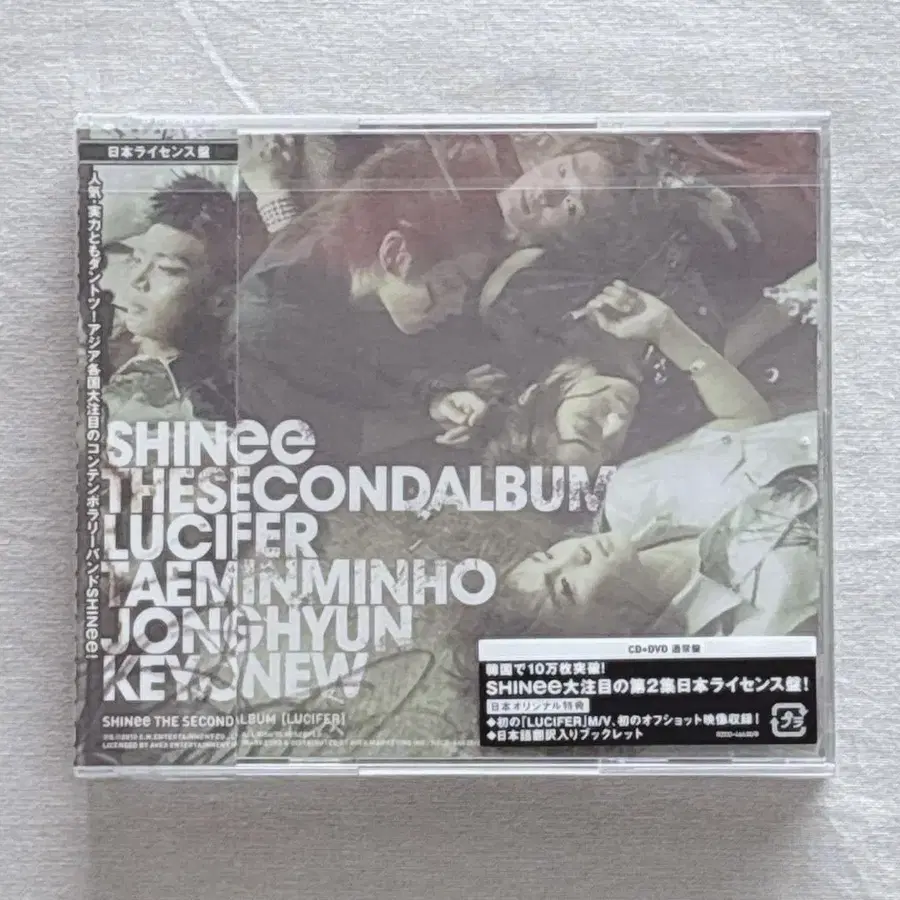 日本ライセンス盤
人気・実力ともダントツ！アジア各国大注目のコンテンポラリーバンドSHINee!
SHINee
THESECONDALBUM
LUCIFER
TAEMINMINHO
JONGHYUN
KEYONEW
SHINee THE SECOND ALBUM [LUCIFER]
CD+DVD 通常盤
韓国で10万枚突破!
SHINee大注目の第2集日本ライセンス盤!
日本オリジナル特典
◆初の「LUCIFER」M/V、初のオフショット映像収録!
◆日本語翻訳入りブックレット
プラ